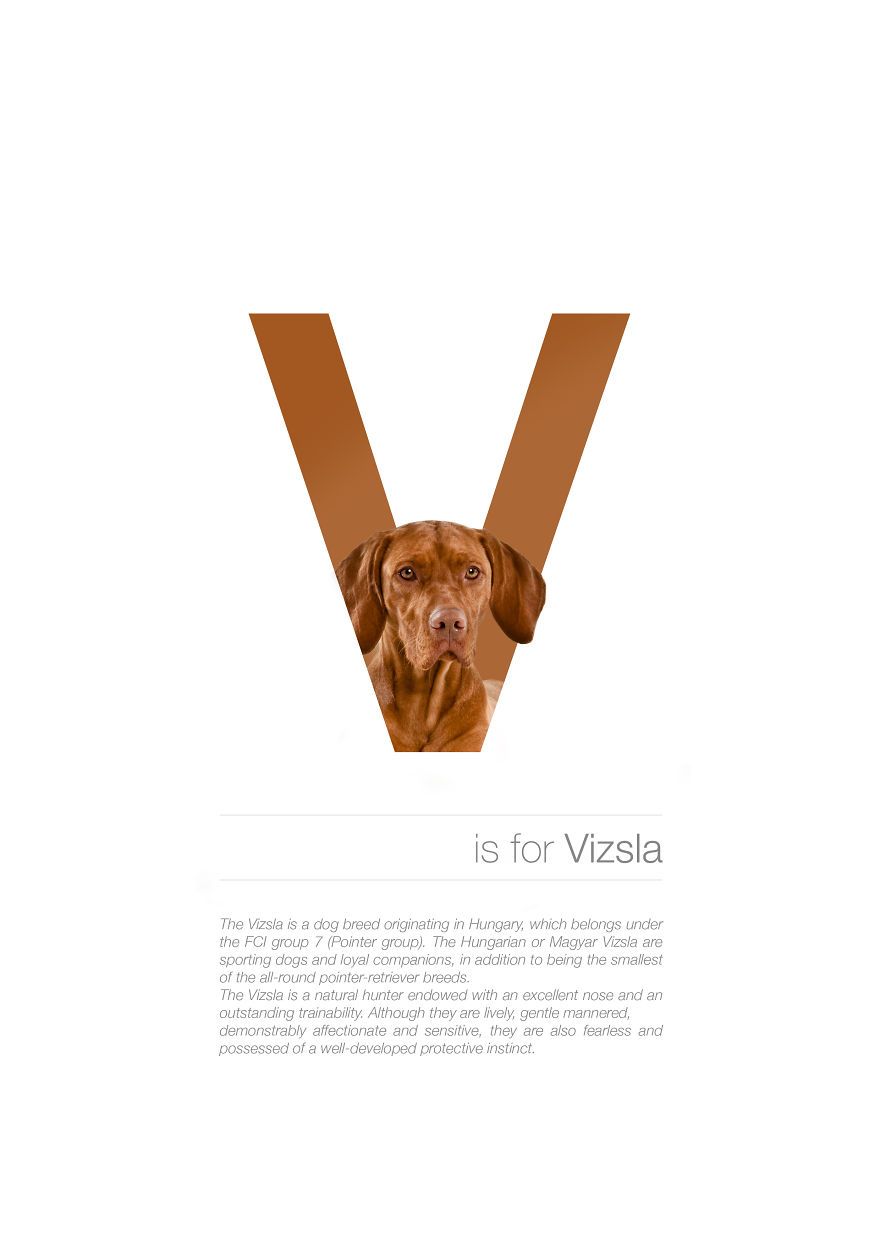 V
is for Vizsla
The Vizsla is a dog breed originating in Hungary, which belongs under
the FCI group 7 (Pointer group). The Hungarian or Magyar Vizsla are
sporting dogs and loyal companions, in addition to being the smallest
of the all-round pointer-retriever breeds.
The Vizsla is a natural hunter endowed with an excellent nose and an
outstanding trainability. Although they are lively, gentle mannered,
demonstrably affectionate and sensitive, they are also fearless and
possessed of a well-developed protective instinct.